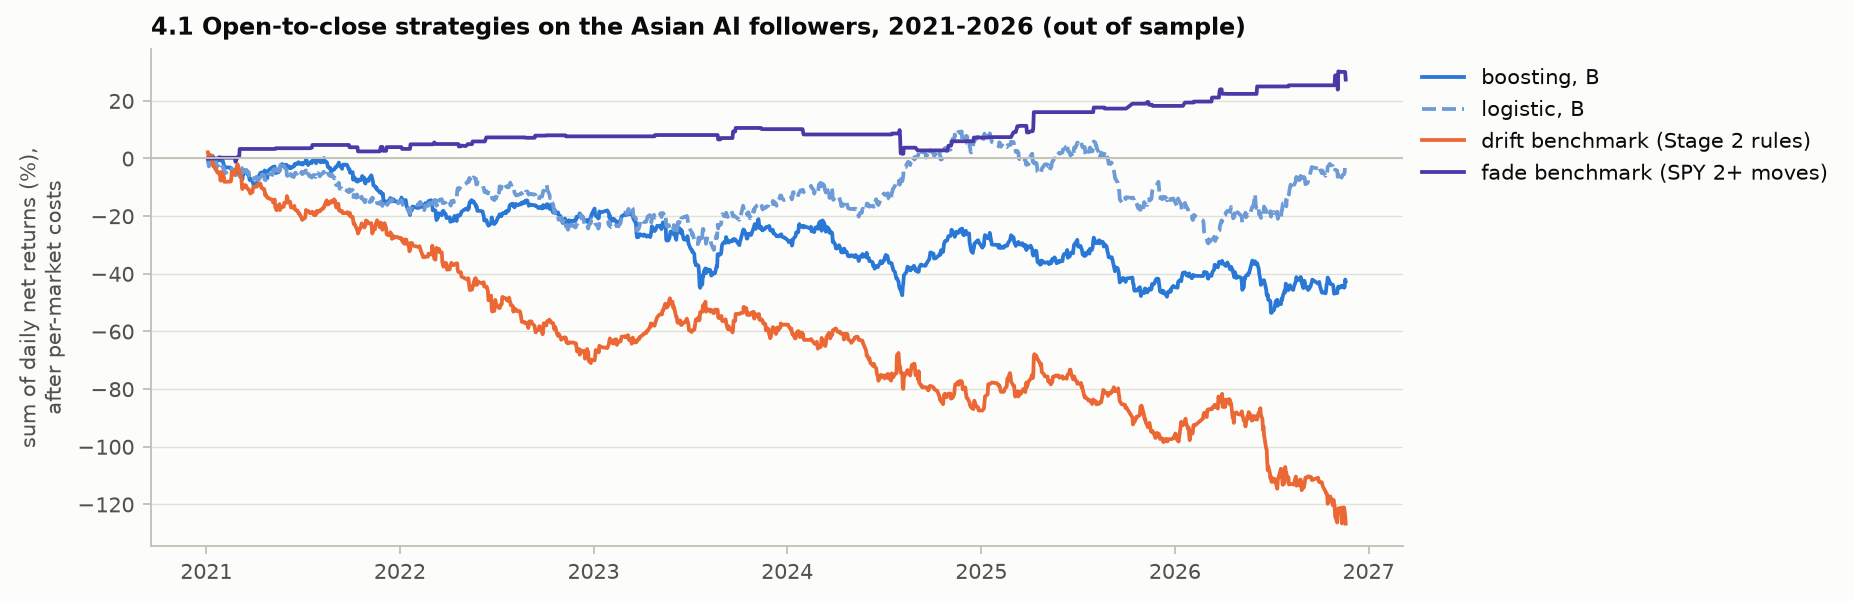 4.1 Open-to-close strategies on the Asian AI followers, 2021-2026 (out of sample)
sum of daily net returns (%),
after per-market costs
20
0
−20
−40
−60
−80
−100
−120
2021
2022
2023
2024
2025
2026
2027
boosting, B
logistic, B
drift benchmark (Stage 2 rules)
fade benchmark (SPY 2+ moves)